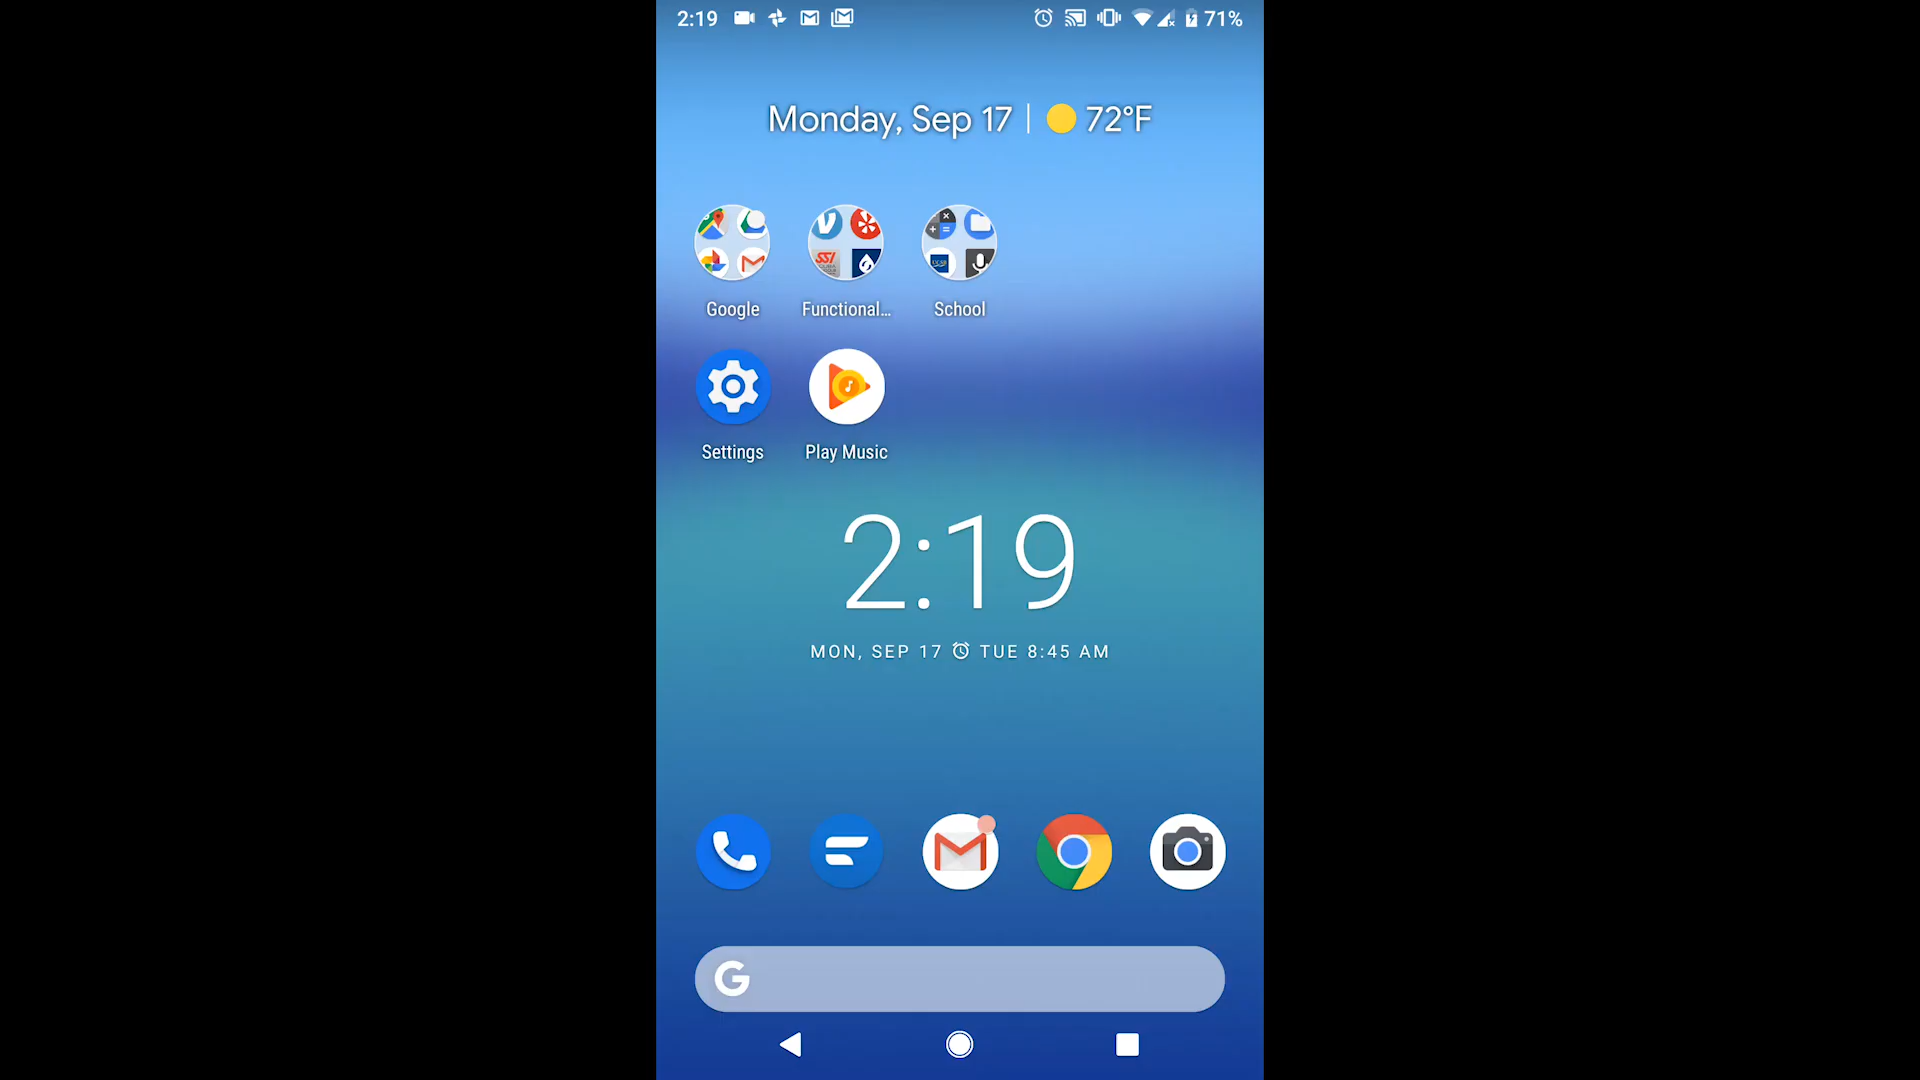 2:19 71%
Monday, Sep 17 | 72°F
Google Functional... School
Settings Play Music
2:19
MON, SEP 17 TUE 8:45 AM
G